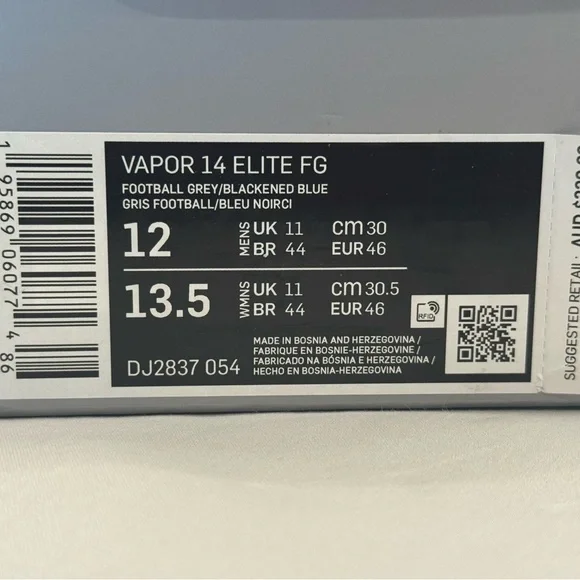 VAPOR 14 ELITE FG
FOOTBALL GREY/BLACKENED BLUE
GRIS FOOTBALL/BLEU NOIRCI
12 MENS UK 11 CM 30
BR 44 EUR 46
13.5 WMNS UK 11 CM 30.5
BR 44 EUR 46
RFID
MADE IN BOSNIA AND HERZEGOVINA /
FABRIQUE EN BOSNIE-HERZEGOVINE /
FABRICADO NA BÓSNIA E HERZEGOVINA /
HECHO EN BOSNIA-HERZEGOVINA
DJ2837 054
1 95869 06077 4 86
SUGGESTED RETAIL: AUD